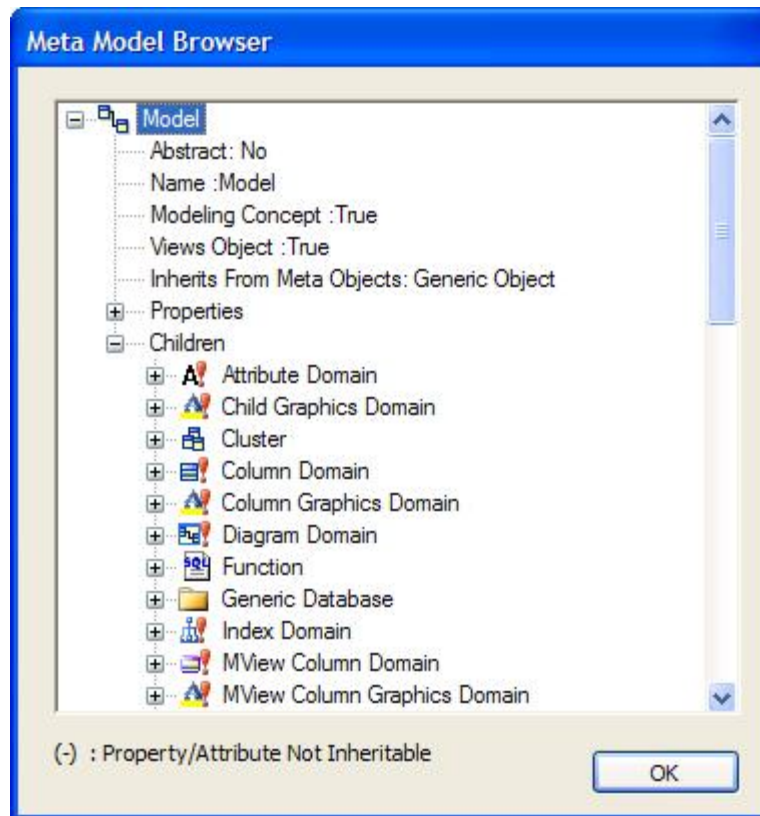 Meta Model Browser
Model
Abstract: No
Name :Model
Modeling Concept :True
Views Object :True
Inherits From Meta Objects: Generic Object
Properties
Children
Attribute Domain
Child Graphics Domain
Cluster
Column Domain
Column Graphics Domain
Diagram Domain
Function
Generic Database
Index Domain
MView Column Domain
MView Column Graphics Domain
(-) : Property/Attribute Not Inheritable
OK